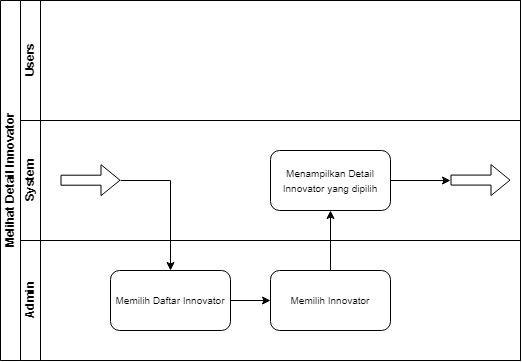 Melihat Detail Innovator
Users
System
Admin
Menampilkan Detail
Innovator yang dipilih
Memilih Daftar Innovator
Memilih Innovator